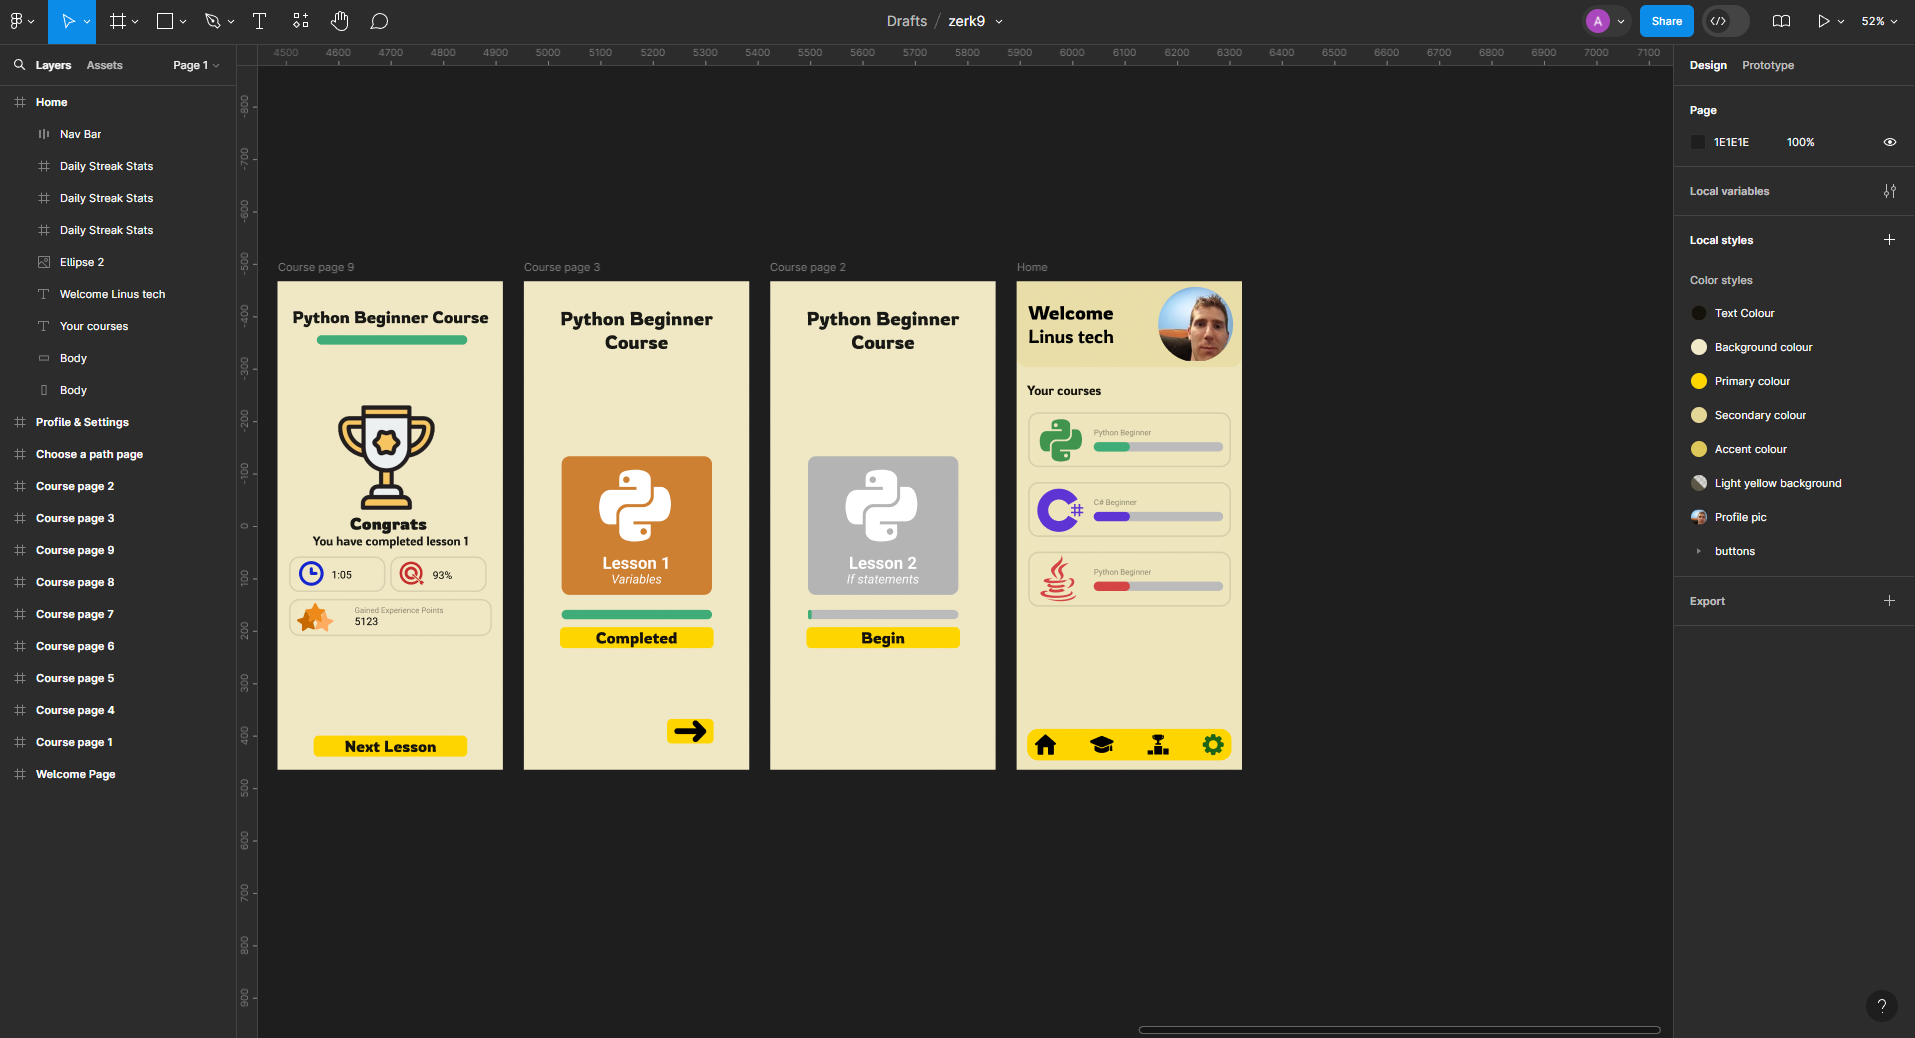 Drafts / zerk9
A
Share
52%
4500 4600 4700 4800 4900 5000 5100 5200 5300 5400 5500 5600 5700 5800 5900 6000 6100 6200 6300 6400 6500 6600 6700 6800 6900 7000 7100
Layers Assets Page 1
Home
Nav Bar
Daily Streak Stats
Daily Streak Stats
Daily Streak Stats
Ellipse 2
Welcome Linus tech
Your courses
Body
Body
Profile & Settings
Choose a path page
Course page 2
Course page 3
Course page 9
Course page 8
Course page 7
Course page 6
Course page 5
Course page 4
Course page 1
Welcome Page
-800
-700
-600
-500
-400
-300
-200
-100
0
100
200
300
400
500
600
700
800
900
Course page 9
Python Beginner Course
Congrats
You have completed lesson 1
1:05
93%
Gained Experience Points
5123
Next Lesson
Course page 3
Python Beginner
Course
Lesson 1
Variables
Completed
Course page 2
Python Beginner
Course
Lesson 2
If statements
Begin
Home
Welcome
Linus tech
Your courses
Python Beginner
C# Beginner
Python Beginner
Design Prototype
Page
1E1E1E 100%
Local variables
Local styles
Color styles
Text Colour
Background colour
Primary colour
Secondary colour
Accent colour
Light yellow background
Profile pic
buttons
Export
?